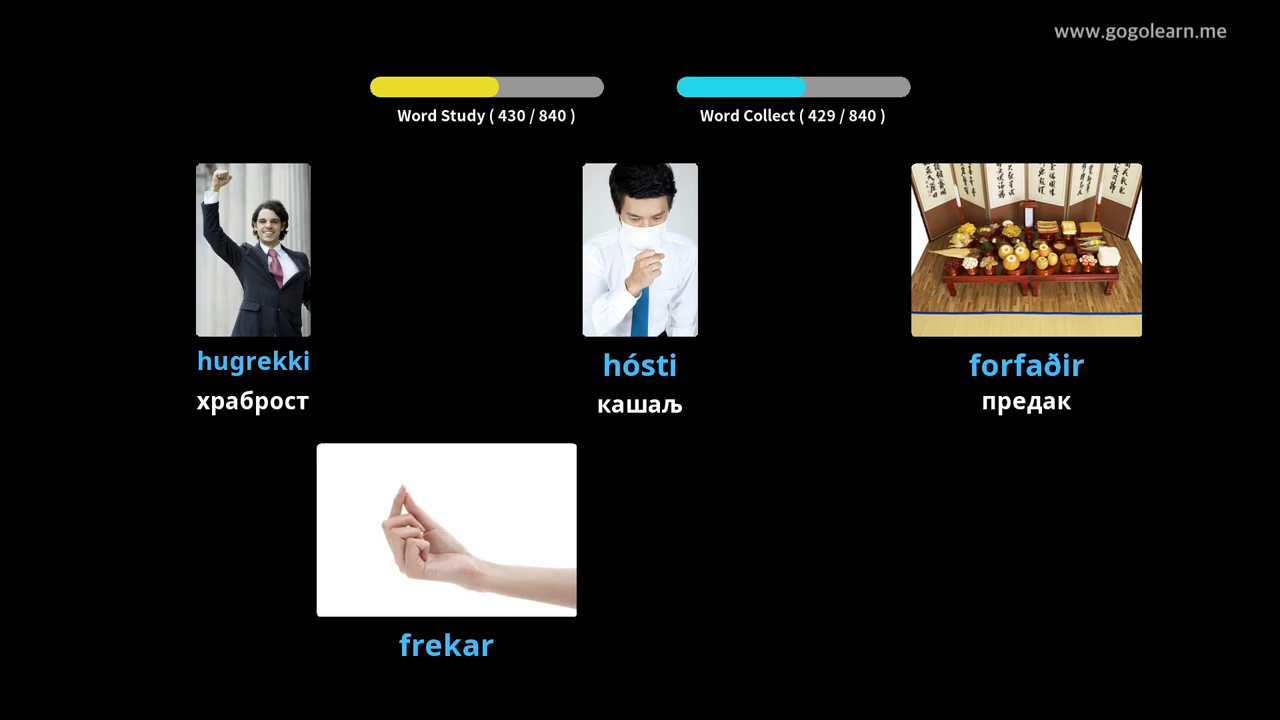 www.gogolearn.me
Word Study ( 430 / 840 )
Word Collect ( 429 / 840 )
hugrekki
храброст
hósti
кашаљ
forfaðir
предак
frekar